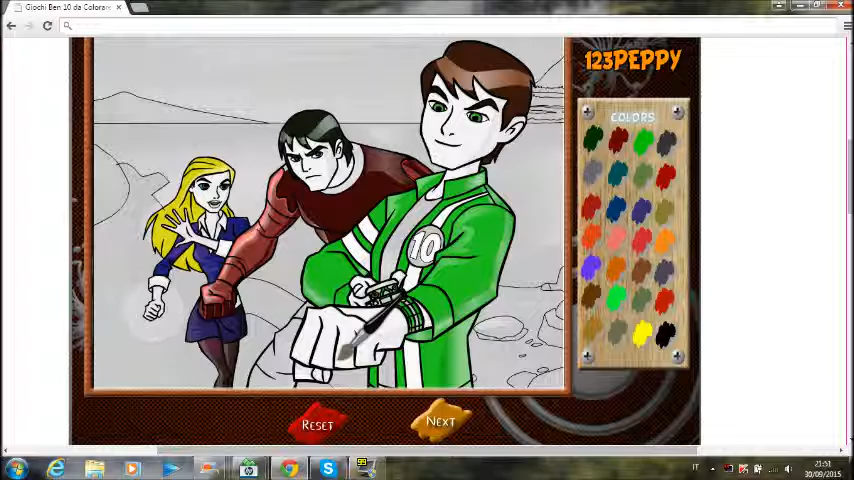 Giochi Ben 10 da Colorare
123PEPPY
COLORS
10
RESET
NEXT
IT
21:51
30/09/2015